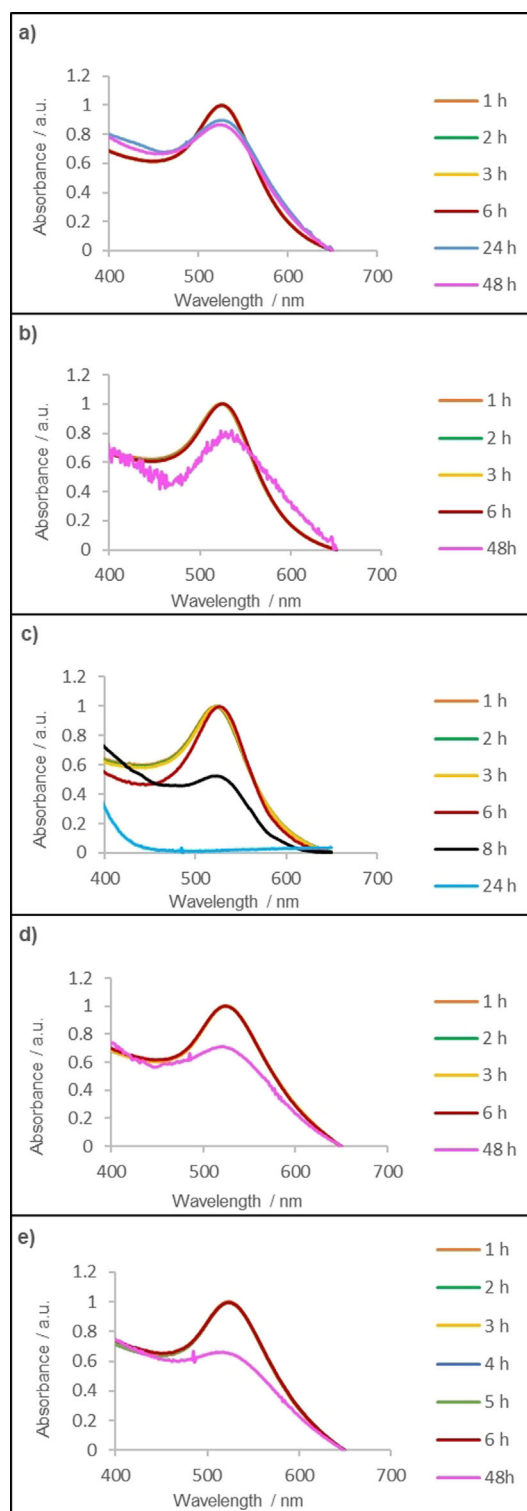 a)
1.2
1
0.8
0.6
0.4
0.2
0
400 500 600 700
Absorbance / a.u.
Wavelength / nm
1 h
2 h
3 h
6 h
24 h
48 h
b)
1.2
1
0.8
0.6
0.4
0.2
0
400 500 600 700
Absorbance / a.u.
Wavelength / nm
1 h
2 h
3 h
6 h
48h
c)
1.2
1
0.8
0.6
0.4
0.2
0
400 500 600 700
Absorbance / a.u.
Wavelength / nm
1 h
2 h
3 h
6 h
8 h
24 h
d)
1.2
1
0.8
0.6
0.4
0.2
0
400 500 600 700
Absorbance / a.u.
Wavelength / nm
1 h
2 h
3 h
6 h
48 h
e)
1.2
1
0.8
0.6
0.4
0.2
0
400 500 600 700
Absorbance / a.u.
Wavelength / nm
1 h
2 h
3 h
4 h
5 h
6 h
48h